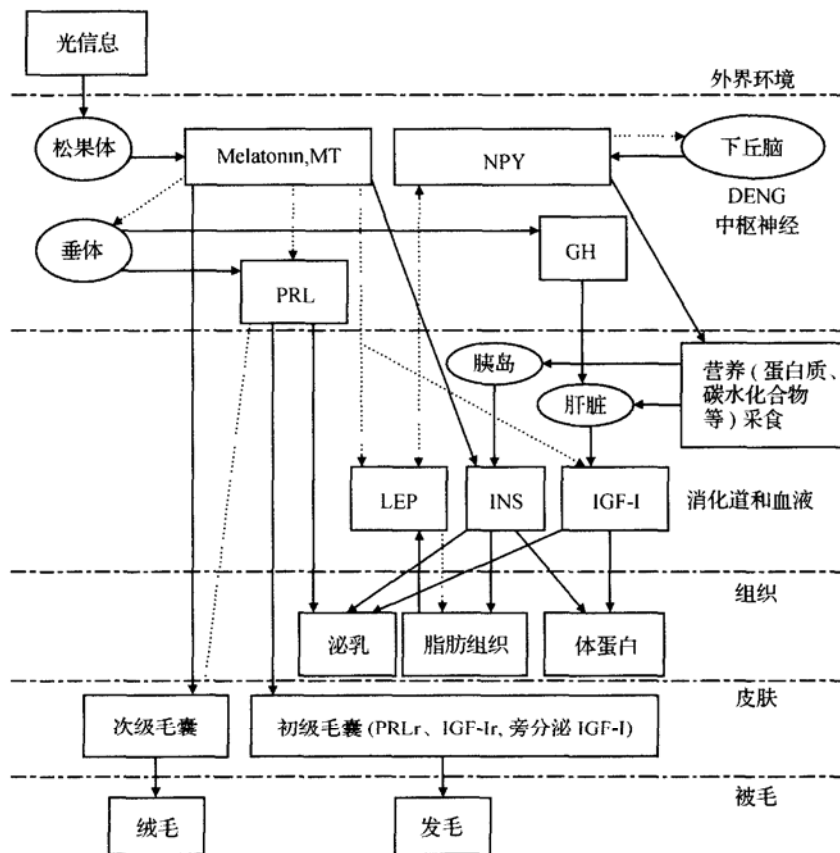 光信息
外界环境
松果体
Melatonin,MT
NPY
下丘脑
DENG
中枢神经
垂体
GH
PRL
胰岛
营养(蛋白质、
碳水化合物
等)采食
肝脏
LEP
INS
IGF-I
消化道和血液
组织
泌乳
脂肪组织
体蛋白
皮肤
次级毛囊
初级毛囊(PRLr、IGF-Ir,旁分泌 IGF-I)
被毛
绒毛
发毛